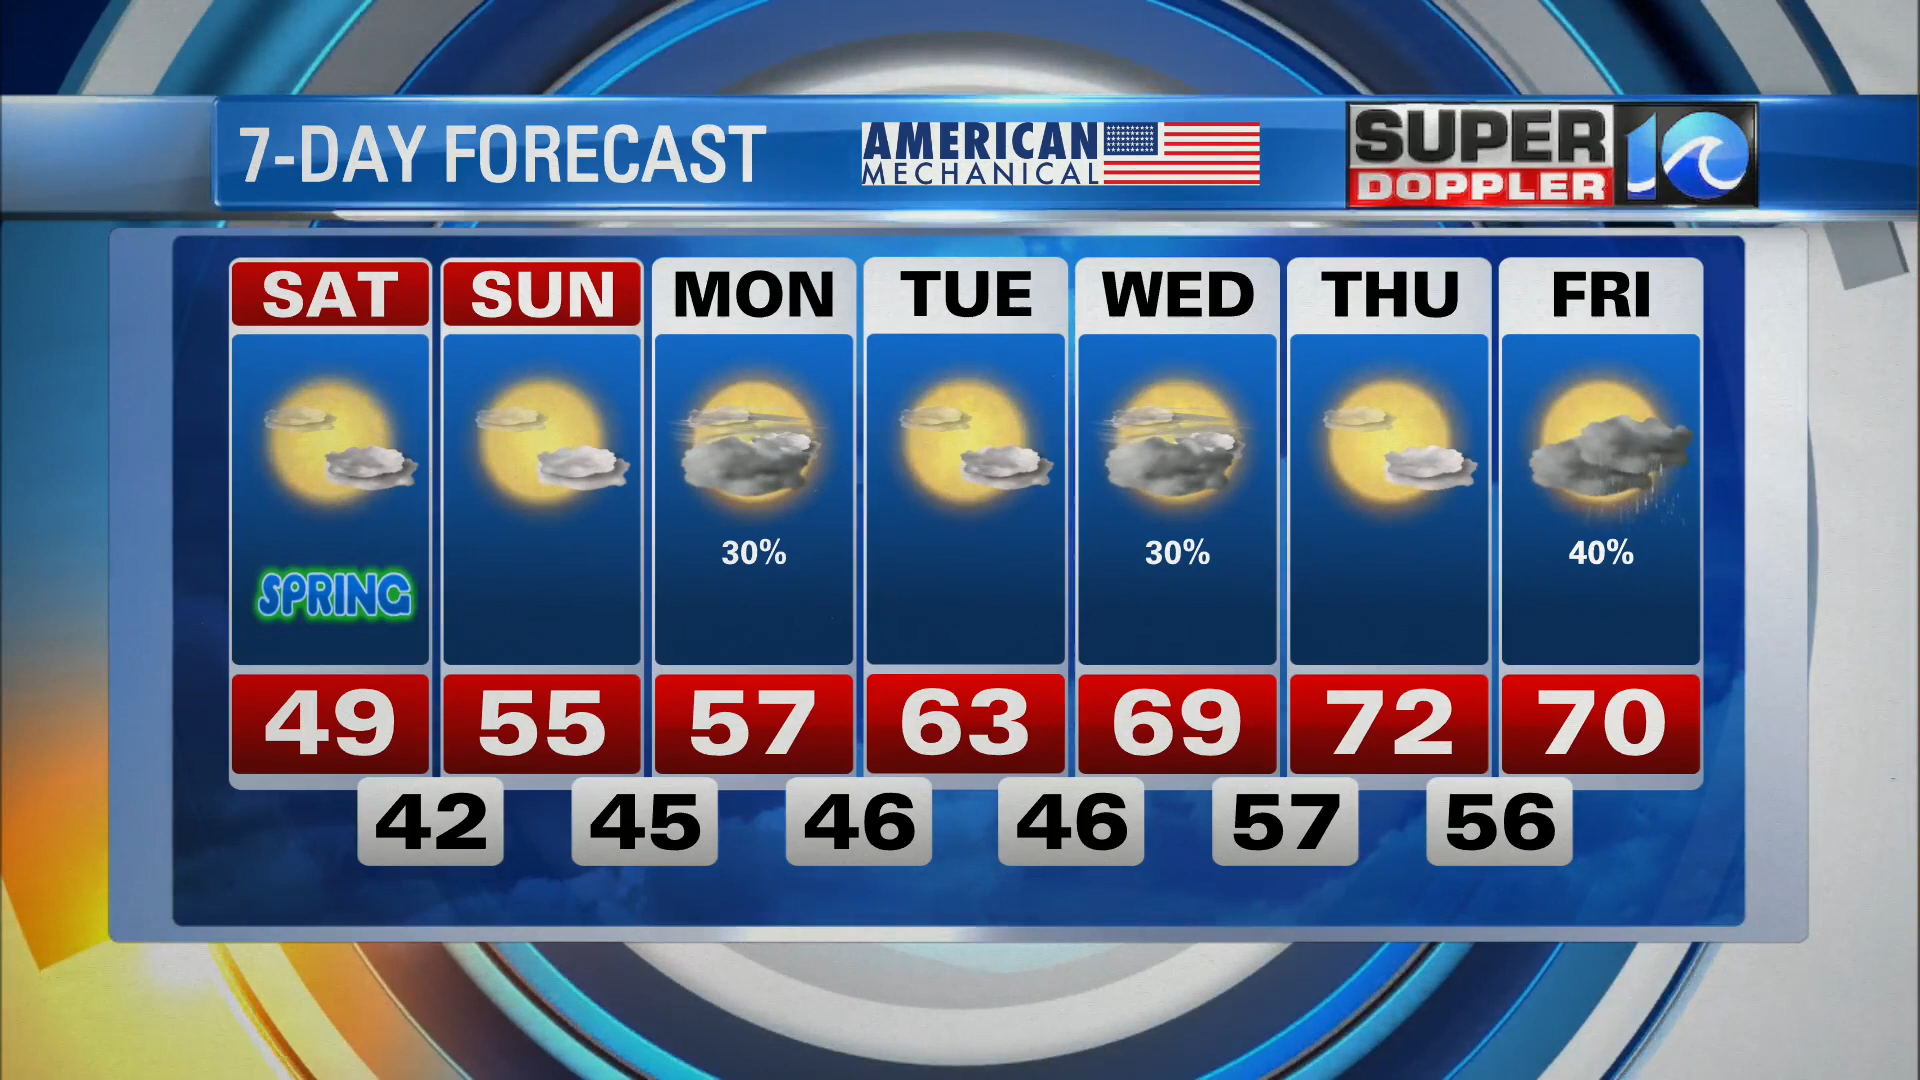 7-DAY FORECAST
AMERICAN
MECHANICAL
SUPER
DOPPLER
10
SAT SUN MON TUE WED THU FRI
30% 30% 40%
SPRING
49 55 57 63 69 72 70
42 45 46 46 57 56